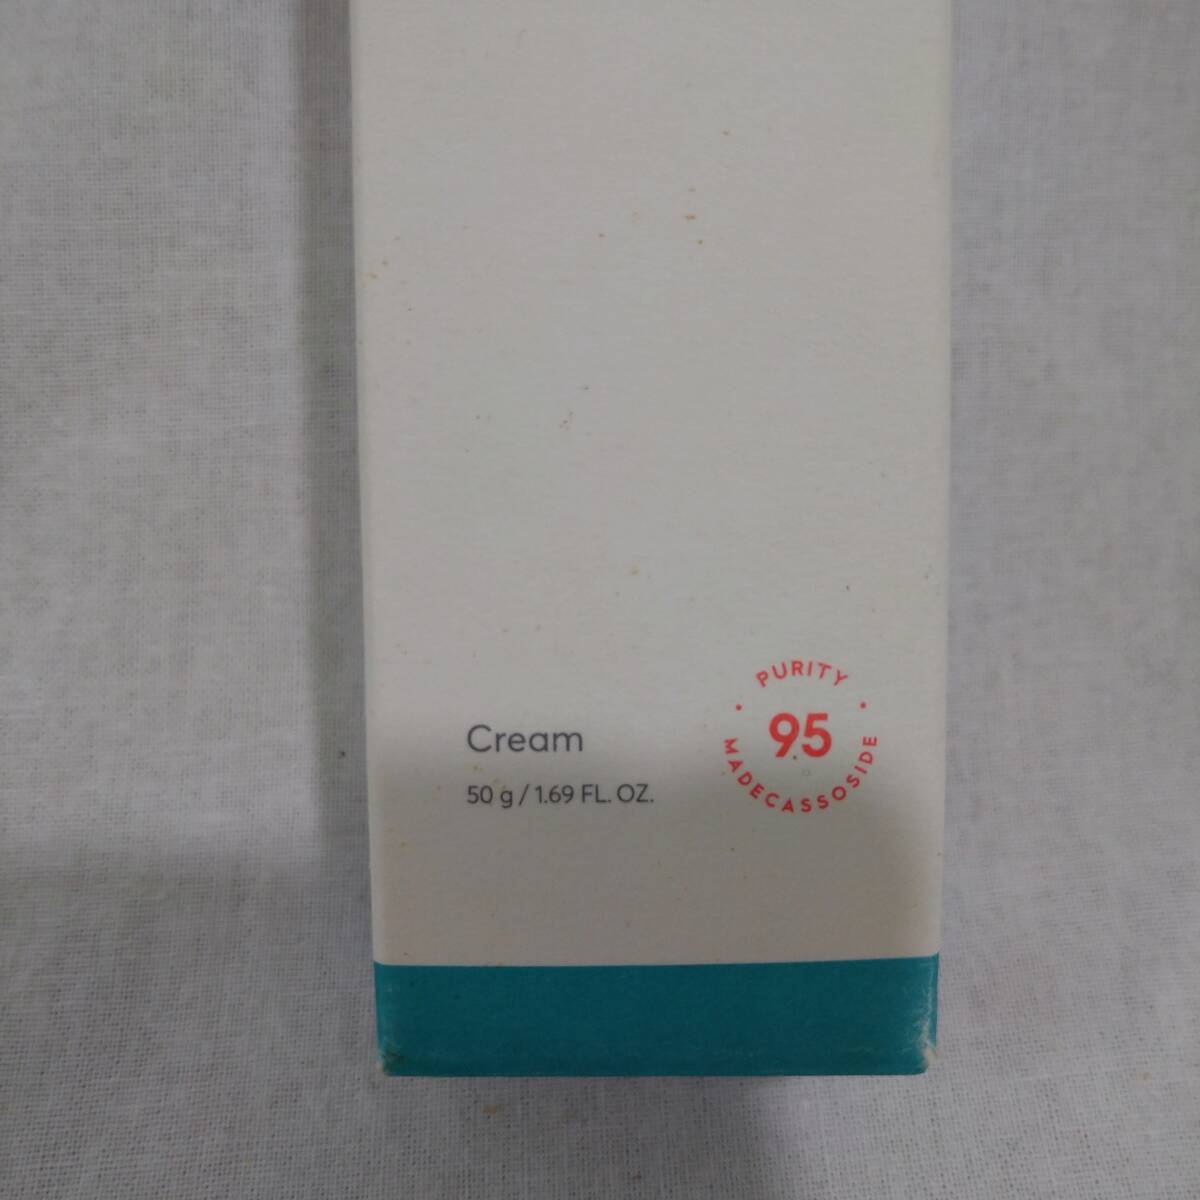 Cream
50 g / 1.69 FL. OZ.
PURITY
95
MADECASSOSIDE